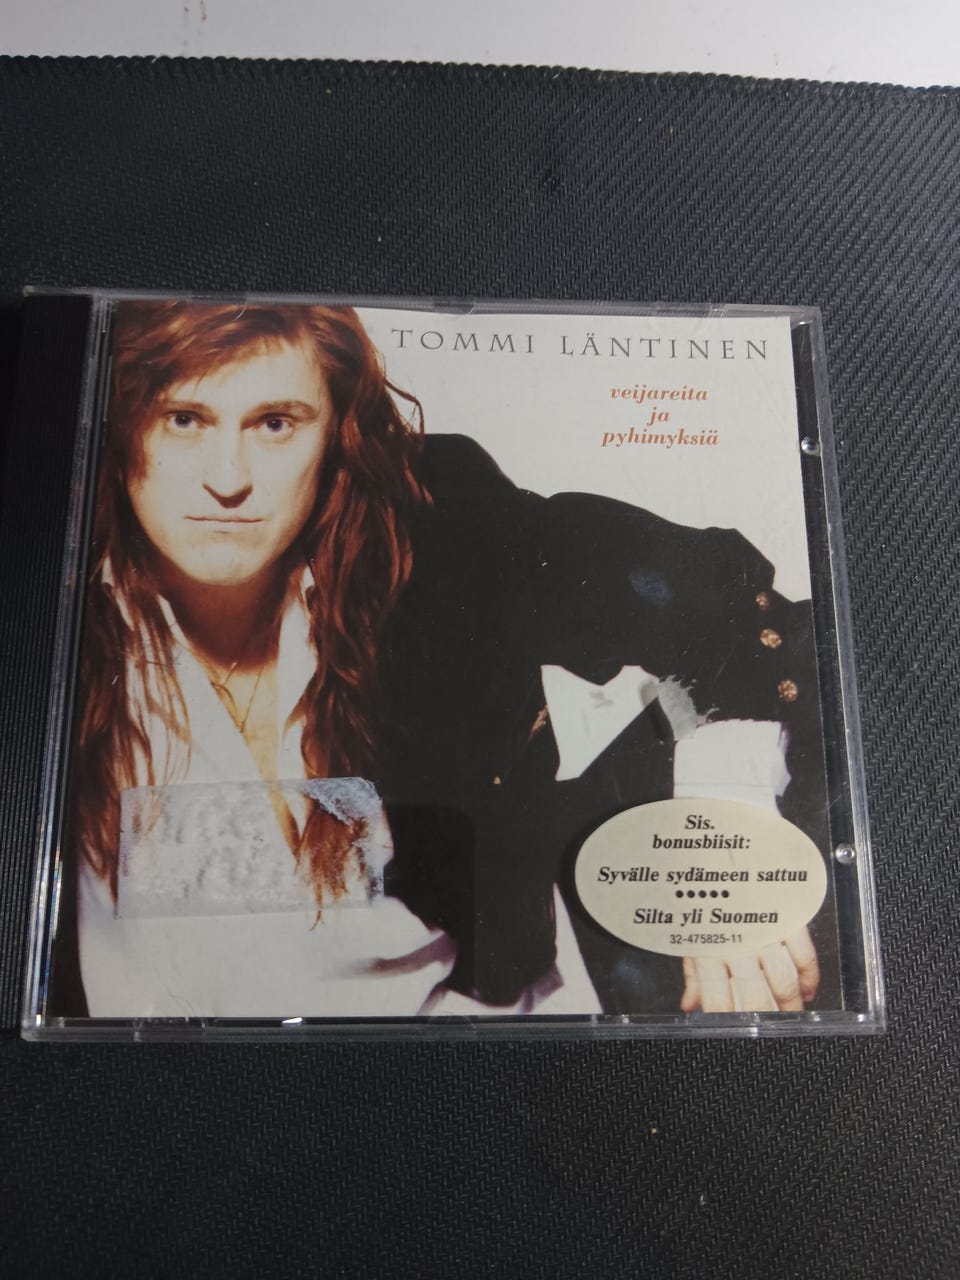 TOMMI LÄNTINEN
veijareita
ja
pyhimyksiä
Sis.
bonusbiisit:
Syvälle sydämeen sattuu
•••••
Silta yli Suomen
32-475825-11